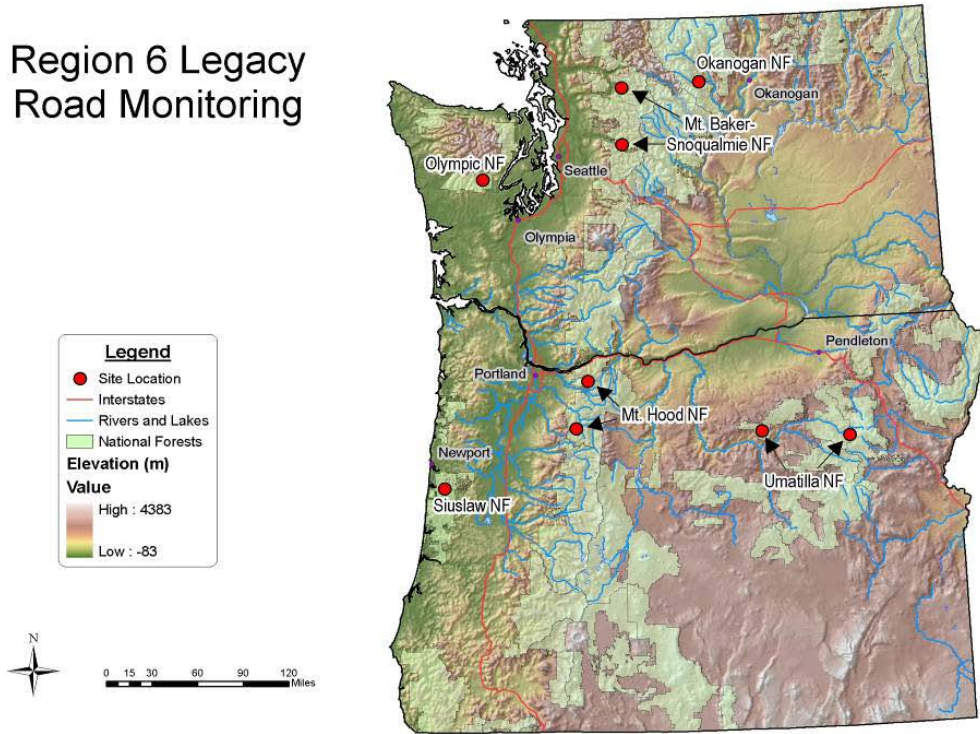 Region 6 Legacy
Road Monitoring
Okanogan NF
Okanogan
Mt. Baker-
Snoqualmie NF
Olympic NF
Seattle
Olympia
Pendleton
Portland
Mt. Hood NF
Newport
Umatilla NF
Siuslaw NF
Legend
Site Location
Interstates
Rivers and Lakes
National Forests
Elevation (m)
Value
High : 4383
Low : -83
N
0 15 30 60 90 120
Miles